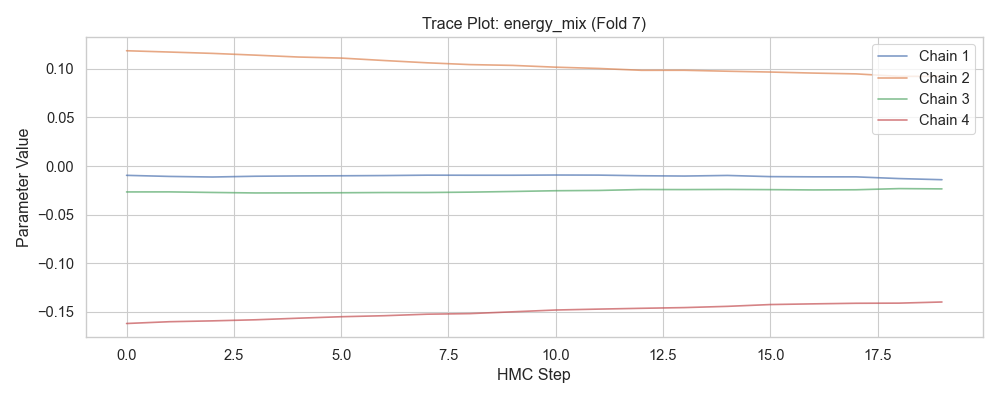 Trace Plot: energy_mix (Fold 7)
Parameter Value
0.10
0.05
0.00
−0.05
−0.10
−0.15
Chain 1
Chain 2
Chain 3
Chain 4
0.0 2.5 5.0 7.5 10.0 12.5 15.0 17.5
HMC Step